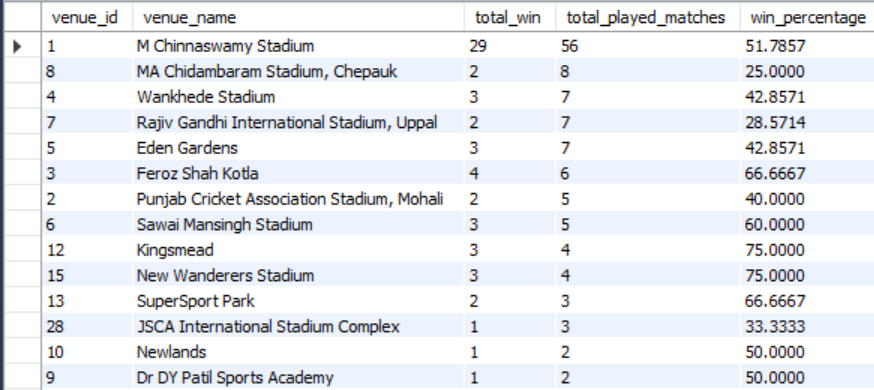 venue_id venue_name total_win total_played_matches win_percentage
1 M Chinnaswamy Stadium 29 56 51.7857
8 MA Chidambaram Stadium, Chepauk 2 8 25.0000
4 Wankhede Stadium 3 7 42.8571
7 Rajiv Gandhi International Stadium, Uppal 2 7 28.5714
5 Eden Gardens 3 7 42.8571
3 Feroz Shah Kotla 4 6 66.6667
2 Punjab Cricket Association Stadium, Mohali 2 5 40.0000
6 Sawai Mansingh Stadium 3 5 60.0000
12 Kingsmead 3 4 75.0000
15 New Wanderers Stadium 3 4 75.0000
13 SuperSport Park 2 3 66.6667
28 JSCA International Stadium Complex 1 3 33.3333
10 Newlands 1 2 50.0000
9 Dr DY Patil Sports Academy 1 2 50.0000